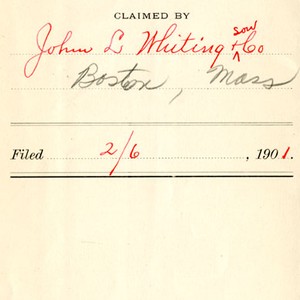 CLAIMED BY
John L Whiting & son Co
Boston, Mass
Filed 2/6, 1901.